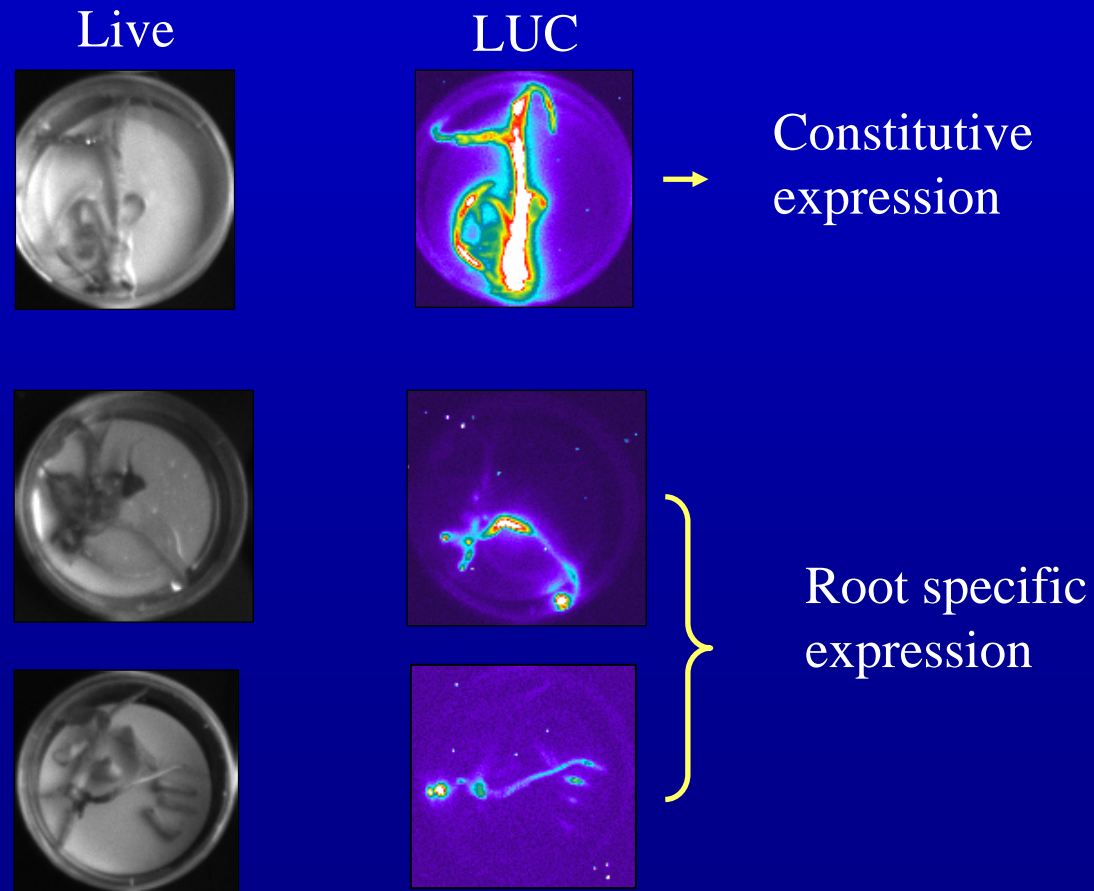 Live
LUC
Constitutive
expression
Root specific
expression